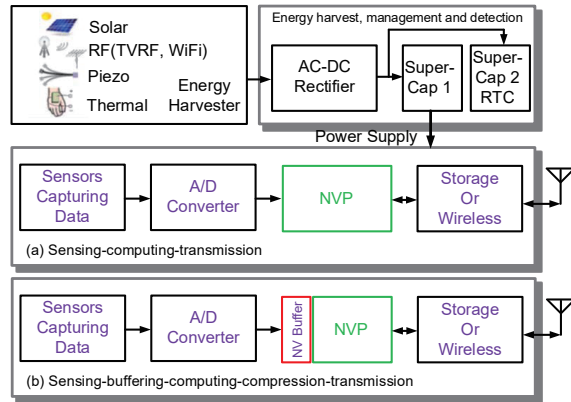 Solar
RF(TVRF, WiFi)
Piezo
Thermal
Energy
Harvester
Energy harvest, management and detection
AC-DC
Rectifier
Super-
Cap 1
Super-
Cap 2
RTC
Power Supply
Sensors
Capturing
Data
A/D
Converter
NVP
Storage
Or
Wireless
(a) Sensing-computing-transmission
Sensors
Capturing
Data
A/D
Converter
NV Buffer
NVP
Storage
Or
Wireless
(b) Sensing-buffering-computing-compression-transmission